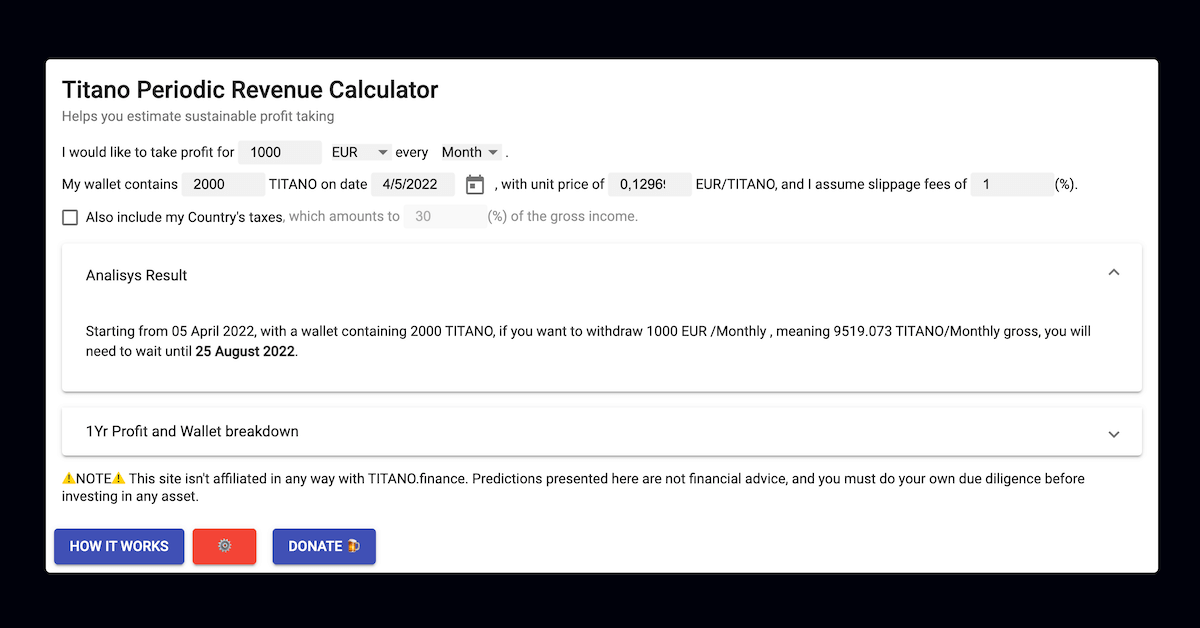 Titano Periodic Revenue Calculator
Helps you estimate sustainable profit taking
I would like to take profit for 1000 EUR every Month .
My wallet contains 2000 TITANO on date 4/5/2022 , with unit price of 0,1296 EUR/TITANO, and I assume slippage fees of 1 (%).
Also include my Country's taxes, which amounts to 30 (%) of the gross income.
Analisys Result
Starting from 05 April 2022, with a wallet containing 2000 TITANO, if you want to withdraw 1000 EUR /Monthly , meaning 9519.073 TITANO/Monthly gross, you will
need to wait until 25 August 2022.
1Yr Profit and Wallet breakdown
⚠️NOTE⚠️ This site isn't affiliated in any way with TITANO.finance. Predictions presented here are not financial advice, and you must do your own due diligence before
investing in any asset.
HOW IT WORKS DONATE 🍺